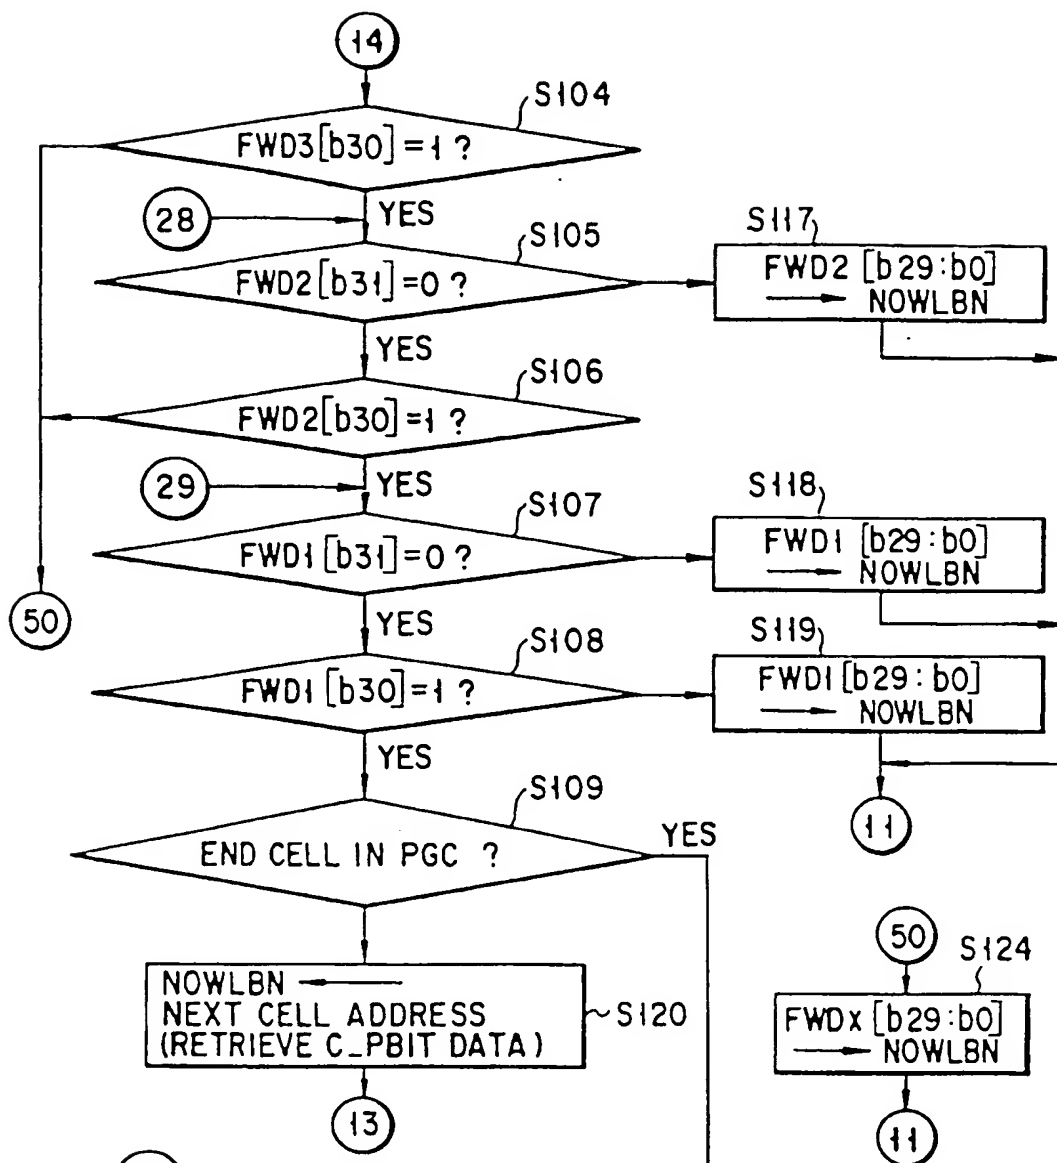 14
S104
FWD3[b30]=1 ?
28
YES
S105
FWD2[b31]=0 ?
S117
FWD2 [b29:b0]
NOWLBN
YES
S106
FWD2[b30]=1 ?
29
YES
S107
FWD1[b31]=0 ?
S118
FWD1 [b29:b0]
NOWLBN
50
YES
S108
FWD1[b30]=1 ?
S119
FWD1[b29:b0]
NOWLBN
YES
S109
END CELL IN PGC ?
YES
11
NOWLBN
NEXT CELL ADDRESS
(RETRIEVE C_PBIT DATA)
S120
13
50
S124
FWDX[b29:b0]
NOWLBN
11